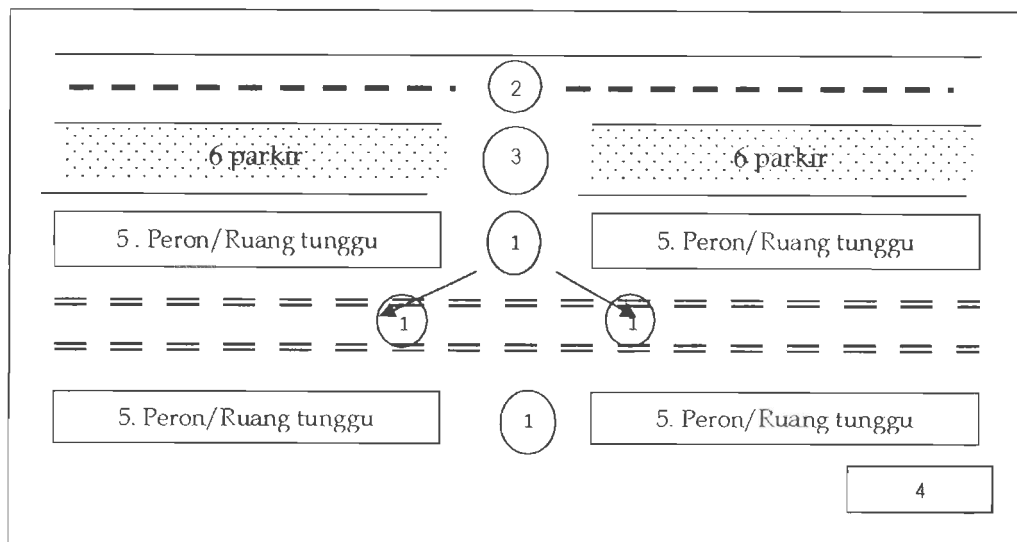 2
6 parkir
3
6 parkir
5 . Peron/Ruang tunggu
1
5. Peron/Ruang tunggu
1
1
5. Peron/Ruang tunggu
1
5. Peron/Ruang tunggu
4